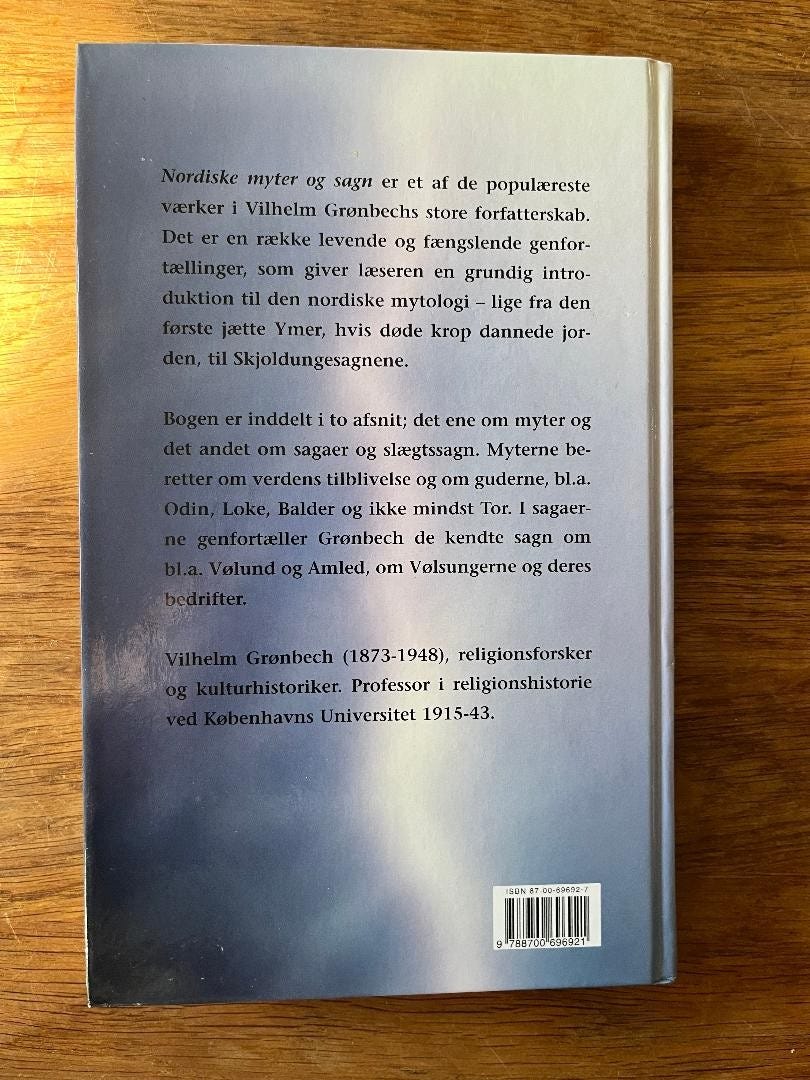 Nordiske myter og sagn er et af de populæreste
værker i Vilhelm Grønbechs store forfatterskab.
Det er en række levende og fængslende genfor-
tællinger, som giver læseren en grundig intro-
duktion til den nordiske mytologi – lige fra den
første jætte Ymer, hvis døde krop dannede jor-
den, til Skjoldungesagnene.
Bogen er inddelt i to afsnit; det ene om myter og
det andet om sagaer og slægtssagn. Myterne be-
retter om verdens tilblivelse og om guderne, bl.a.
Odin, Loke, Balder og ikke mindst Tor. I sagaer-
ne genfortæller Grønbech de kendte sagn om
bl.a. Vølund og Amled, om Vølsungerne og deres
bedrifter.
Vilhelm Grønbech (1873-1948), religionsforsker
og kulturhistoriker. Professor i religionshistorie
ved Københavns Universitet 1915-43.
ISBN 87-00-69692-7
9 788700 696921